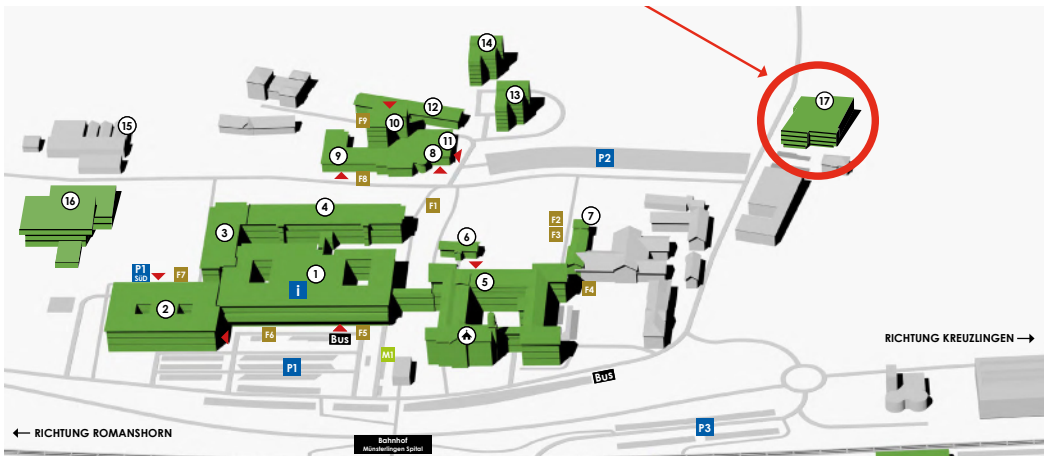 14
17
13
12
F9
10
15
11
9
8
P2
F8
16
4
F1
7
F2
3
F3
6
P1
SÜD
F7
1
5
i
F4
2
F6
F5
Bus
RICHTUNG KREUZLINGEN →
M1
P1
Bus
← RICHTUNG ROMANSHORN
P3
Bahnhof
Münsterlingen Spital